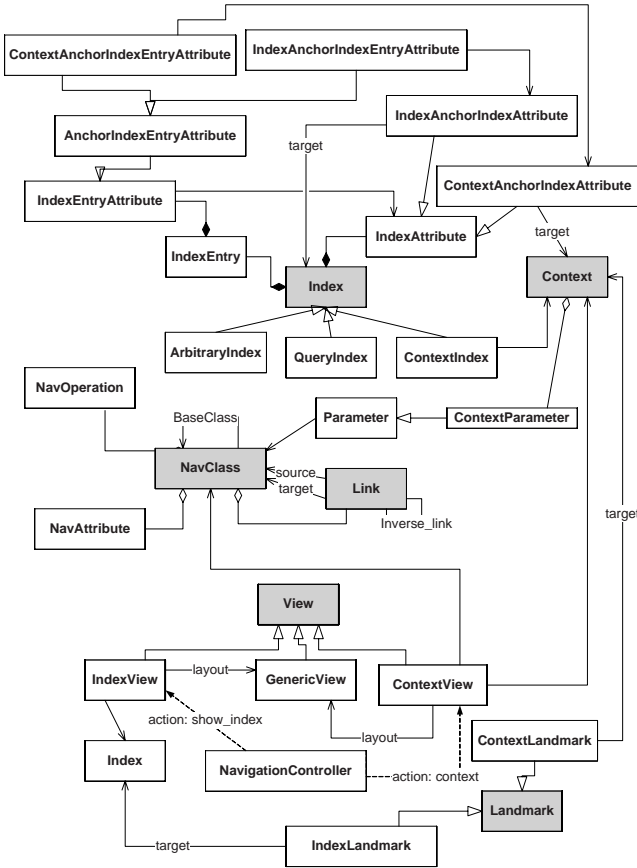 ContextAnchorIndexEntryAttribute
IndexAnchorIndexEntryAttribute
IndexAnchorIndexAttribute
AnchorIndexEntryAttribute
target
ContextAnchorIndexAttribute
IndexEntryAttribute
IndexAttribute
target
IndexEntry
Index
Context
ArbitraryIndex
QueryIndex
ContextIndex
NavOperation
BaseClass
Parameter
ContextParameter
NavClass
source
target
Link
Inverse_link
NavAttribute
target
View
IndexView
layout
GenericView
ContextView
action: show_index
layout
Index
NavigationController
action: context
ContextLandmark
Landmark
target
IndexLandmark